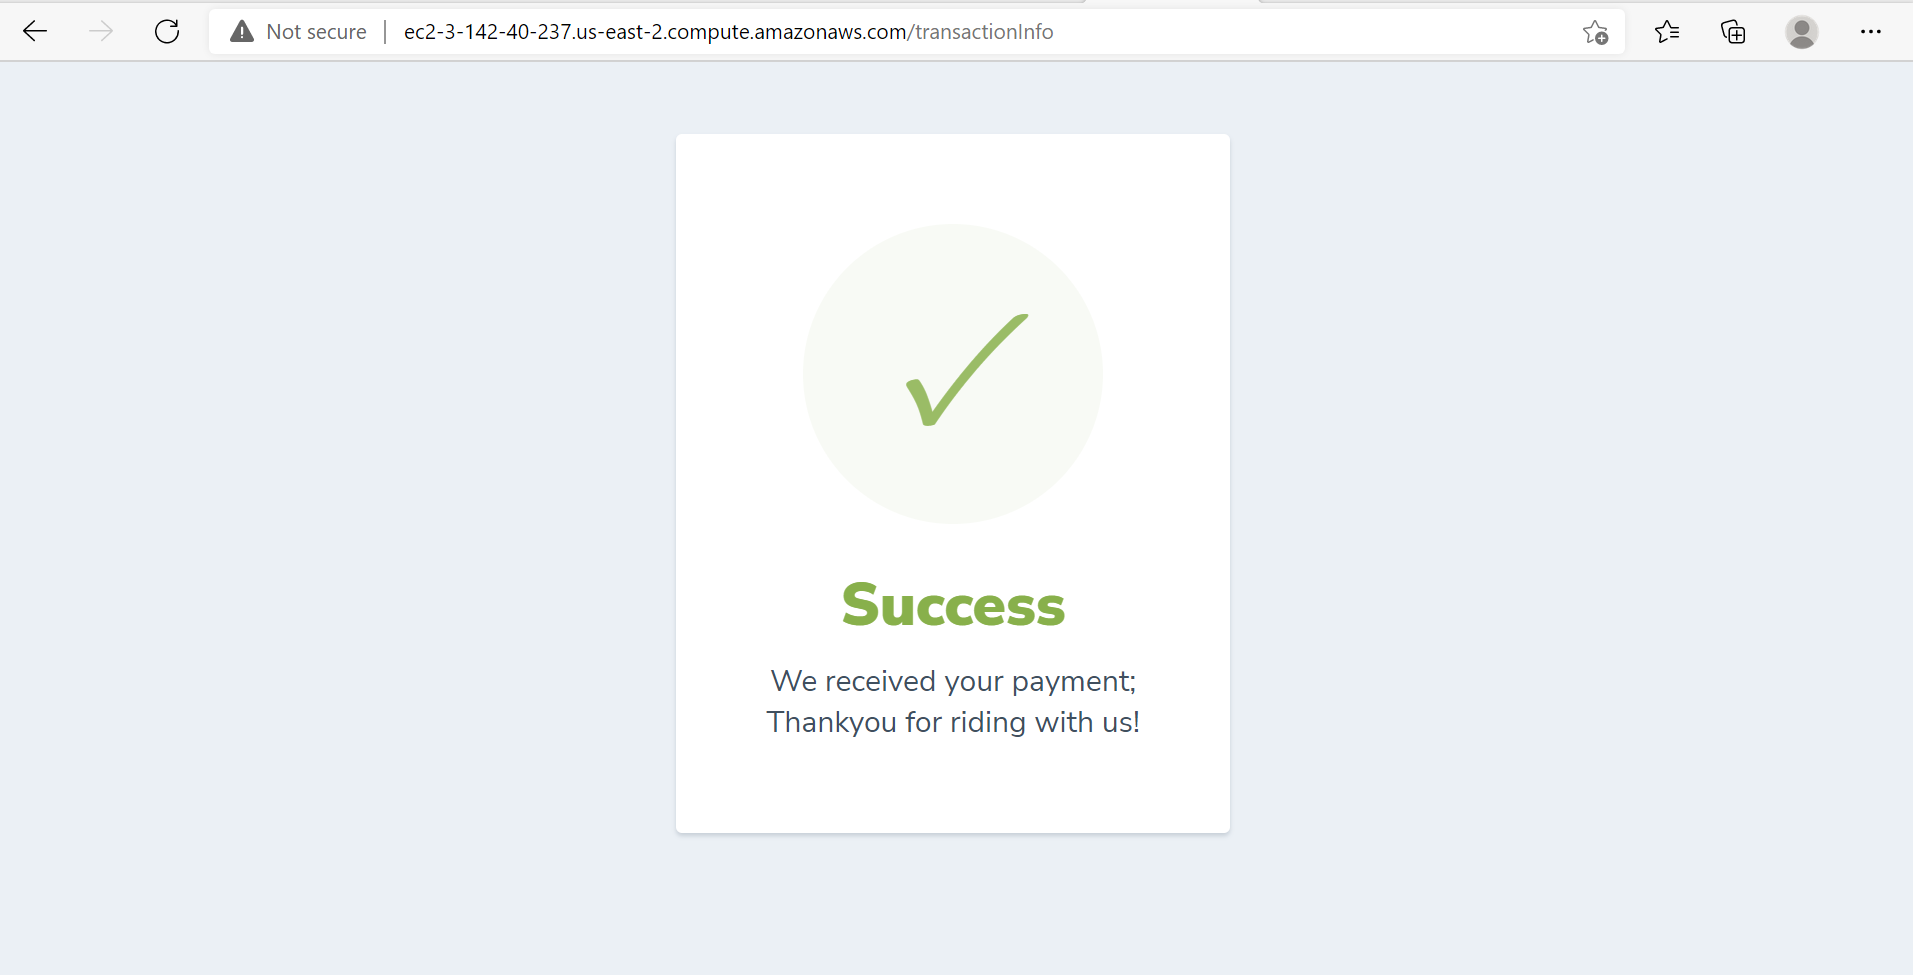 Not secure | ec2-3-142-40-237.us-east-2.compute.amazonaws.com/transactionInfo
Success
We received your payment;
Thankyou for riding with us!